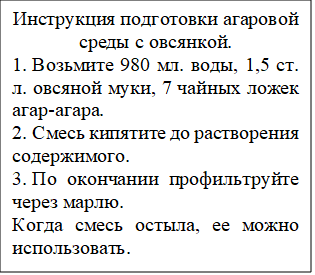 Инструкция подготовки агаровой
среды с овсянкой.
1. Возьмите 980 мл. воды, 1,5 ст.
л. овсяной муки, 7 чайных ложек
агар-агара.
2. Смесь кипятите до растворения
содержимого.
3. По окончании профильтруйте
через марлю.
Когда смесь остыла, ее можно
использовать.